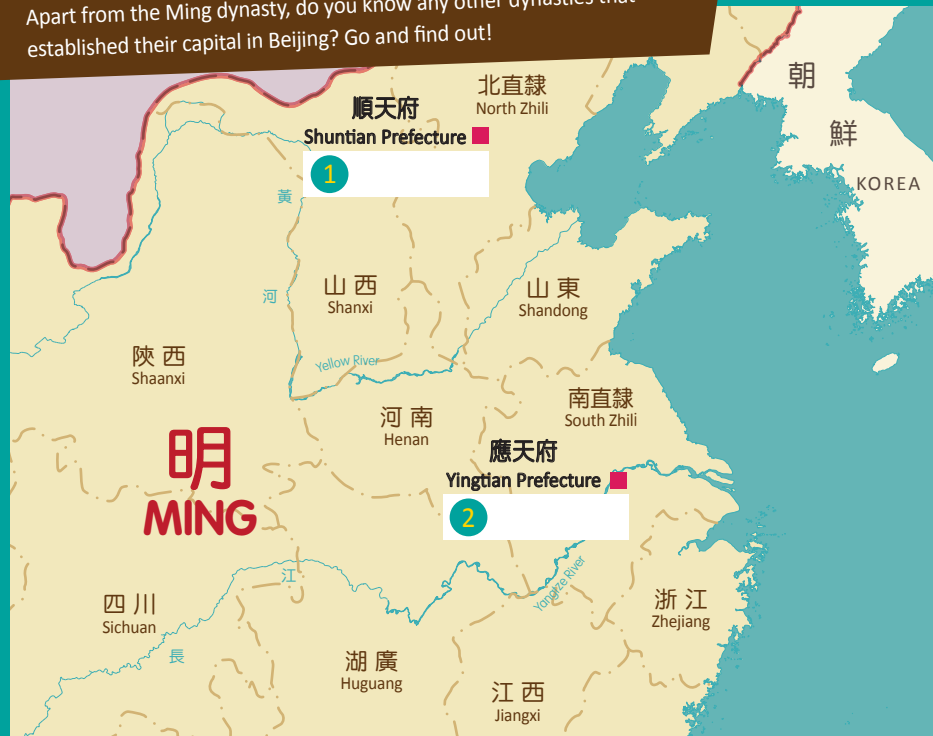 Apart from the Ming dynasty, do you know any other dynasties that
established their capital in Beijing? Go and find out!
北直隸
North Zhili
順天府
Shuntian Prefecture
1
朝
鮮
KOREA
黃
河
山西
Shanxi
山東
Shandong
陝西
Shaanxi
Yellow River
河南
Henan
南直隸
South Zhili
明
MING
應天府
Yingtian Prefecture
2
江
Yangtze River
四川
Sichuan
長
浙江
Zhejiang
湖廣
Huguang
江西
Jiangxi